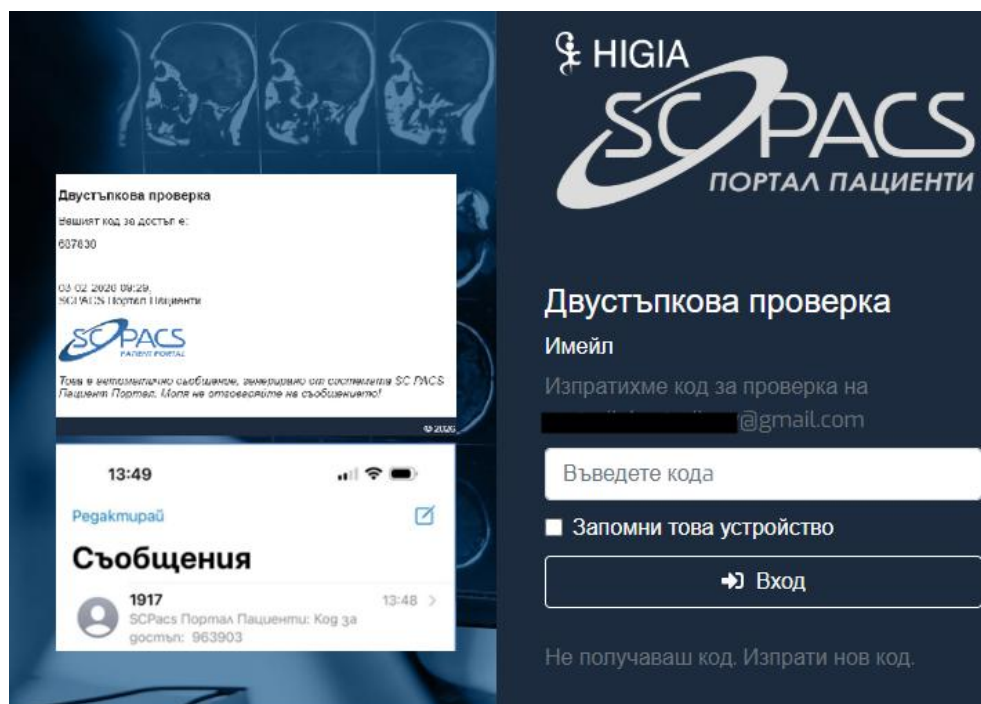 Двустъпкова проверка
Вашият код за достъп е:
687830
03-02-2026 09:29,
SCPACS Портал Пациенти
SCPACS
PATIENT PORTAL
Това е автоматично съобщение, генерирано от системата SC PACS
Пациент Портал. Моля не отговаряйте на съобщението!
© 2026
13:49
Редактирай
Съобщения
1917
13:48
SCPacs Портал Пациенти: Код за
достъп: 963903
HIGIA
SCPACS
ПОРТАЛ ПАЦИЕНТИ
Двустъпкова проверка
Имейл
Изпратихме код за проверка на
@gmail.com
Въведете кода
Запомни това устройство
Вход
Не получаваш код. Изпрати нов код.